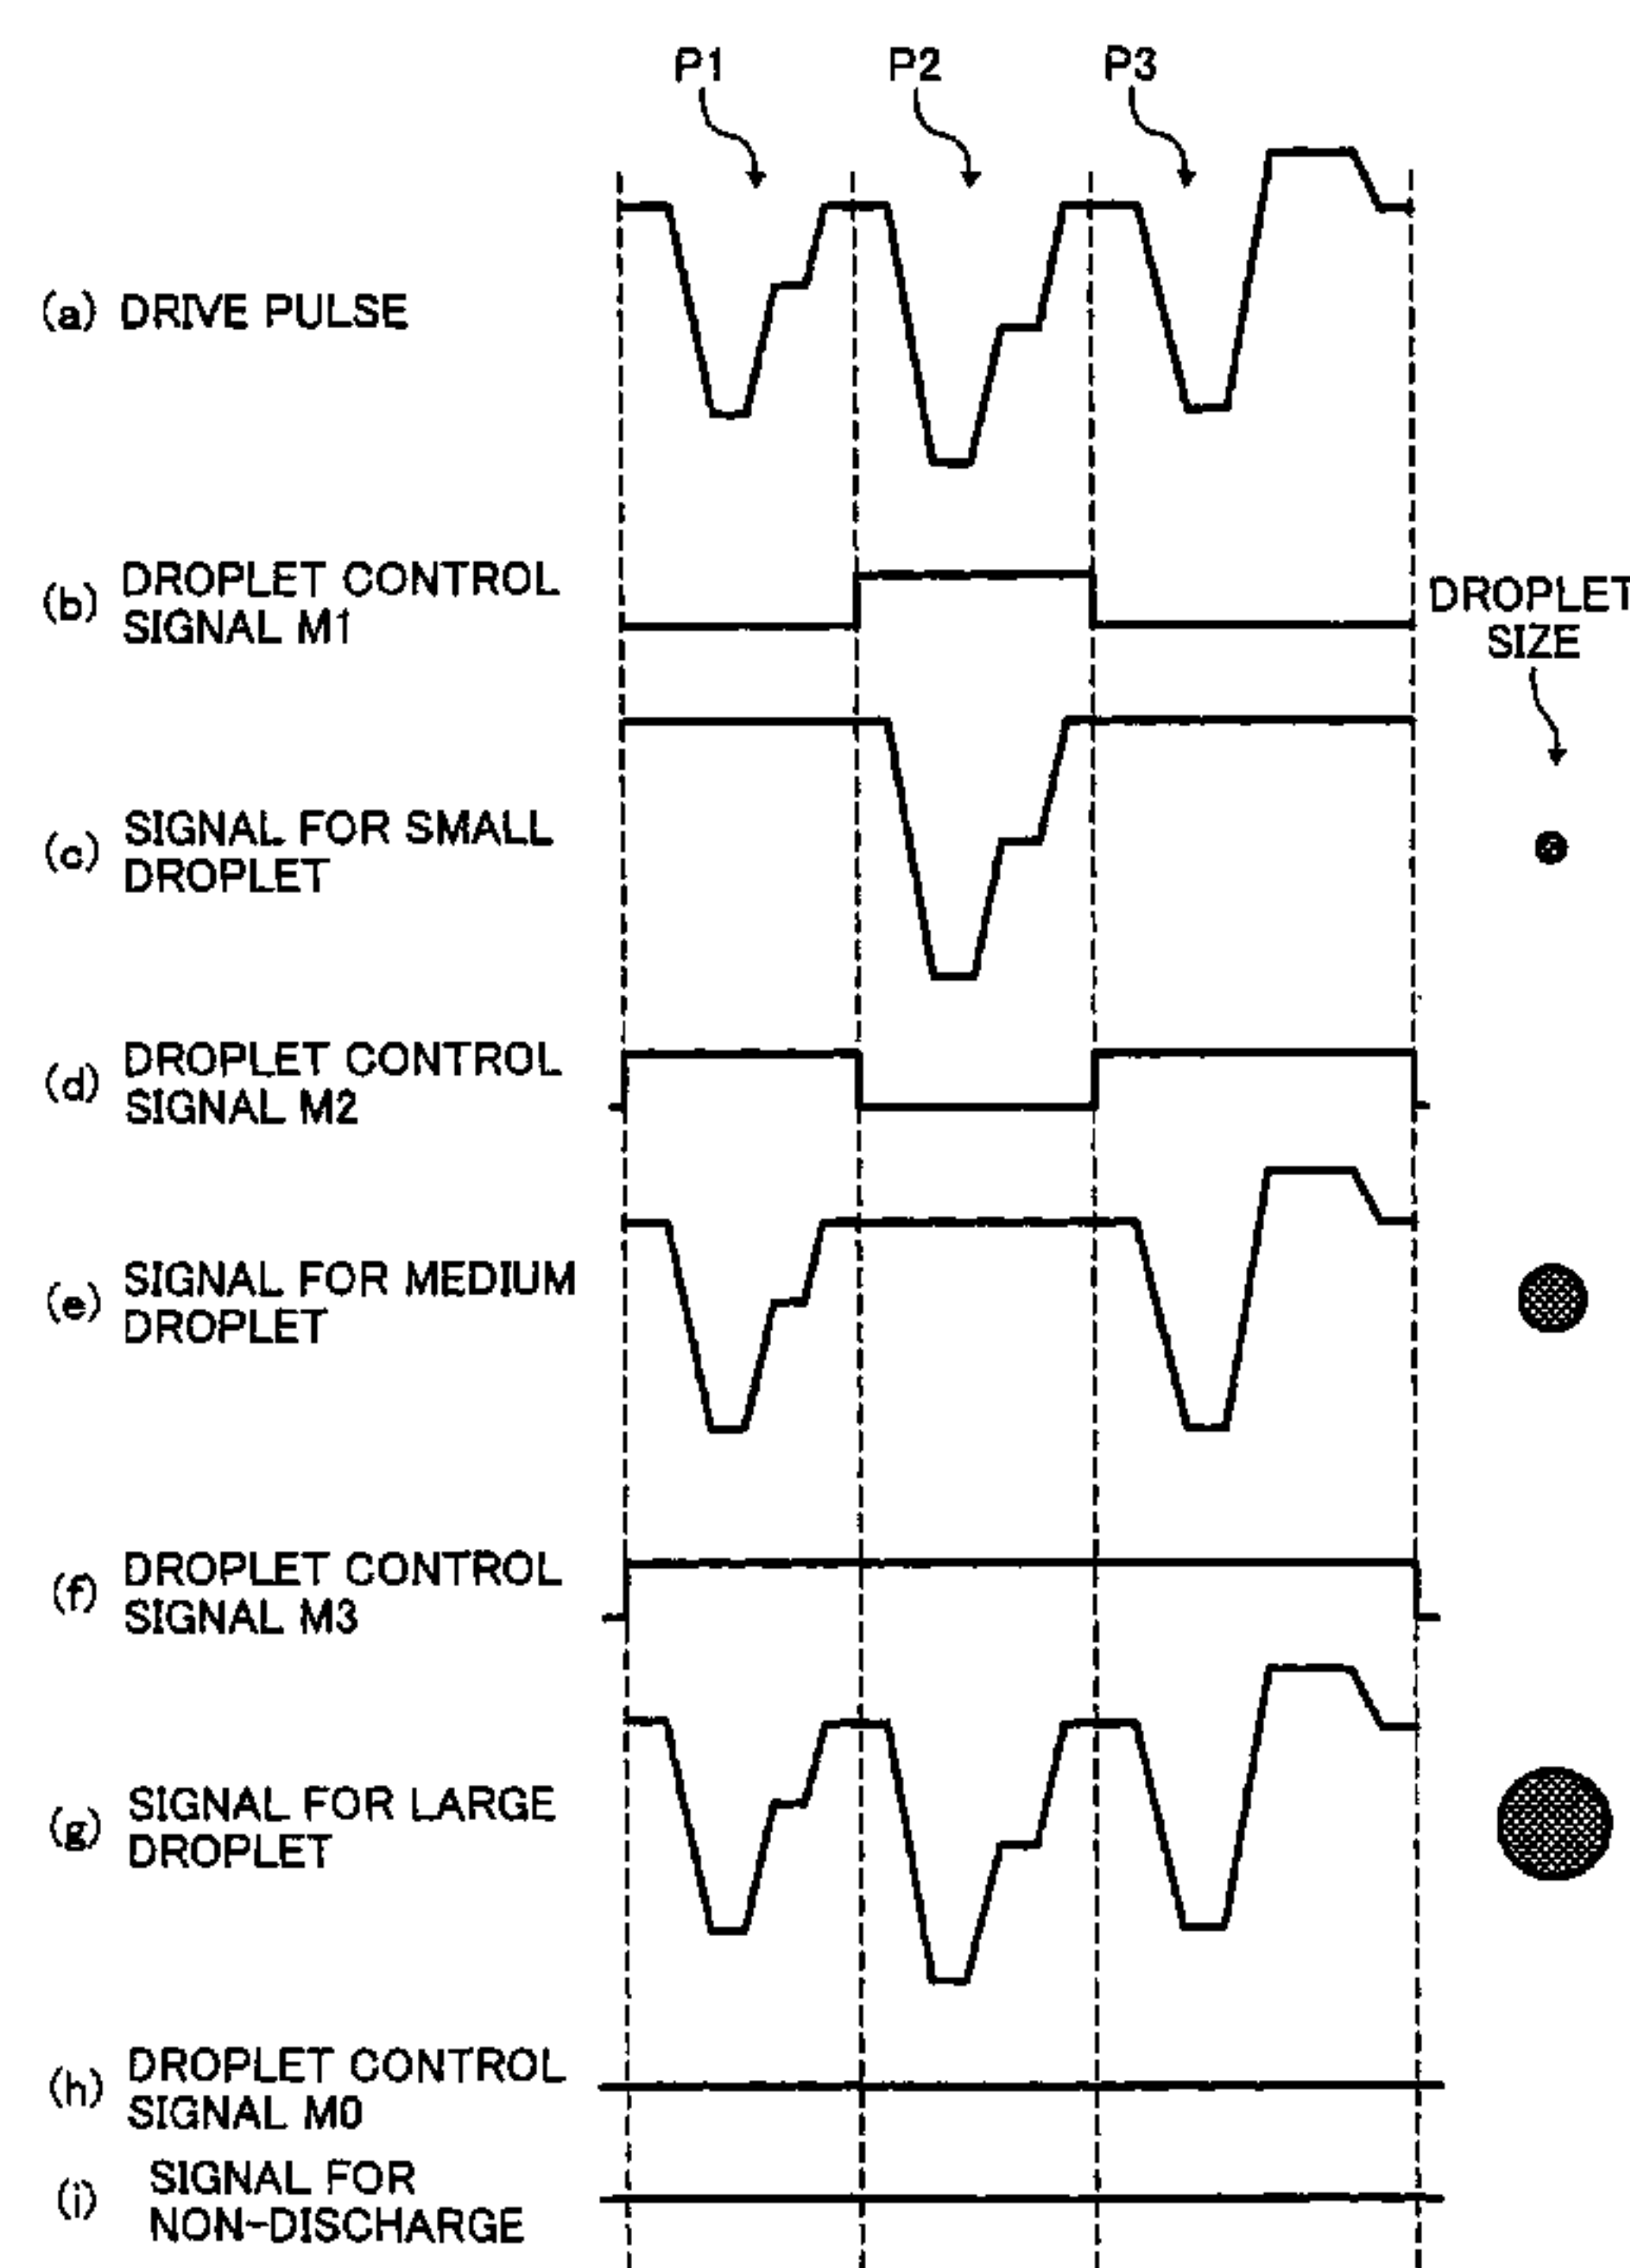 P1 P2 P3
(a) DRIVE PULSE
(b) DROPLET CONTROL
SIGNAL M1
DROPLET
SIZE
(c) SIGNAL FOR SMALL
DROPLET
(d) DROPLET CONTROL
SIGNAL M2
(e) SIGNAL FOR MEDIUM
DROPLET
(f) DROPLET CONTROL
SIGNAL M3
(g) SIGNAL FOR LARGE
DROPLET
(h) DROPLET CONTROL
SIGNAL M0
(i) SIGNAL FOR
NON-DISCHARGE